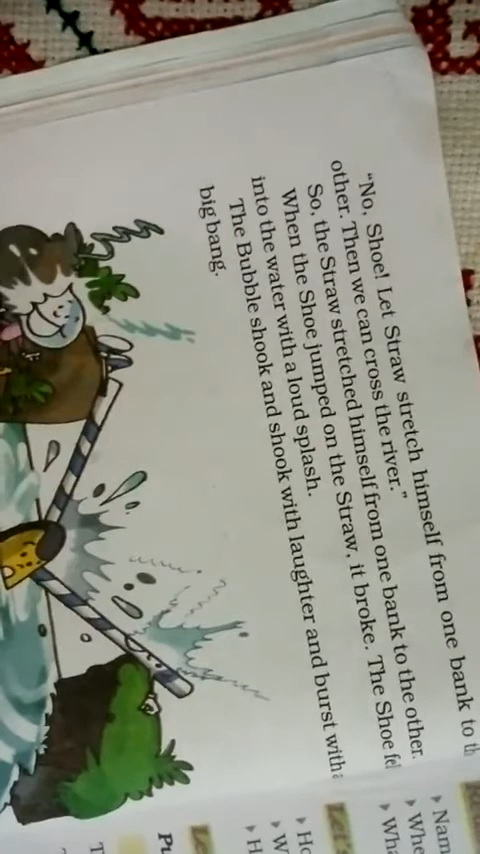 "No, Shoe! Let Straw stretch himself from one bank to
other. Then we can cross the river."
So, the Straw stretched himself from one bank to the other.
When the Shoe jumped on the Straw, it broke. The Shoe
into the water with a loud splash.
The Bubble shook and shook with laughter and burst with
big bang.